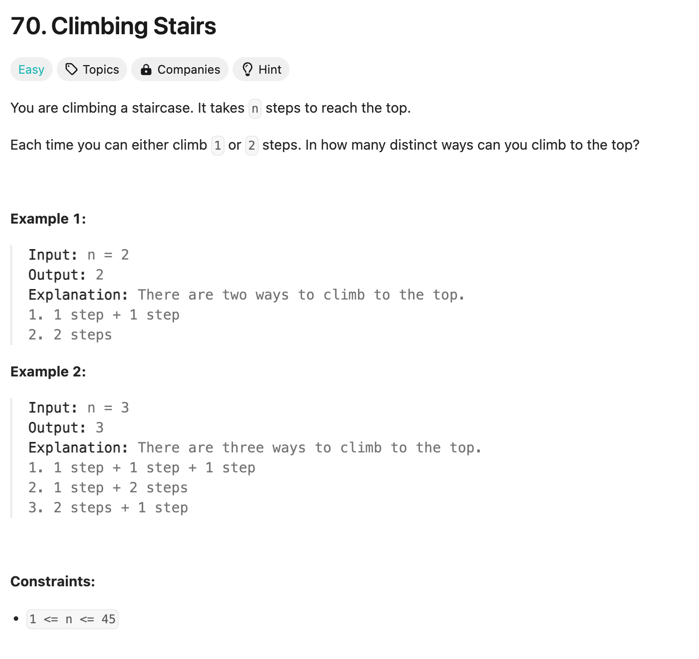 70. Climbing Stairs
Easy Topics Companies Hint
You are climbing a staircase. It takes n steps to reach the top.
Each time you can either climb 1 or 2 steps. In how many distinct ways can you climb to the top?
Example 1:
Input: n = 2
Output: 2
Explanation: There are two ways to climb to the top.
1. 1 step + 1 step
2. 2 steps
Example 2:
Input: n = 3
Output: 3
Explanation: There are three ways to climb to the top.
1. 1 step + 1 step + 1 step
2. 1 step + 2 steps
3. 2 steps + 1 step
Constraints:
• 1 <= n <= 45